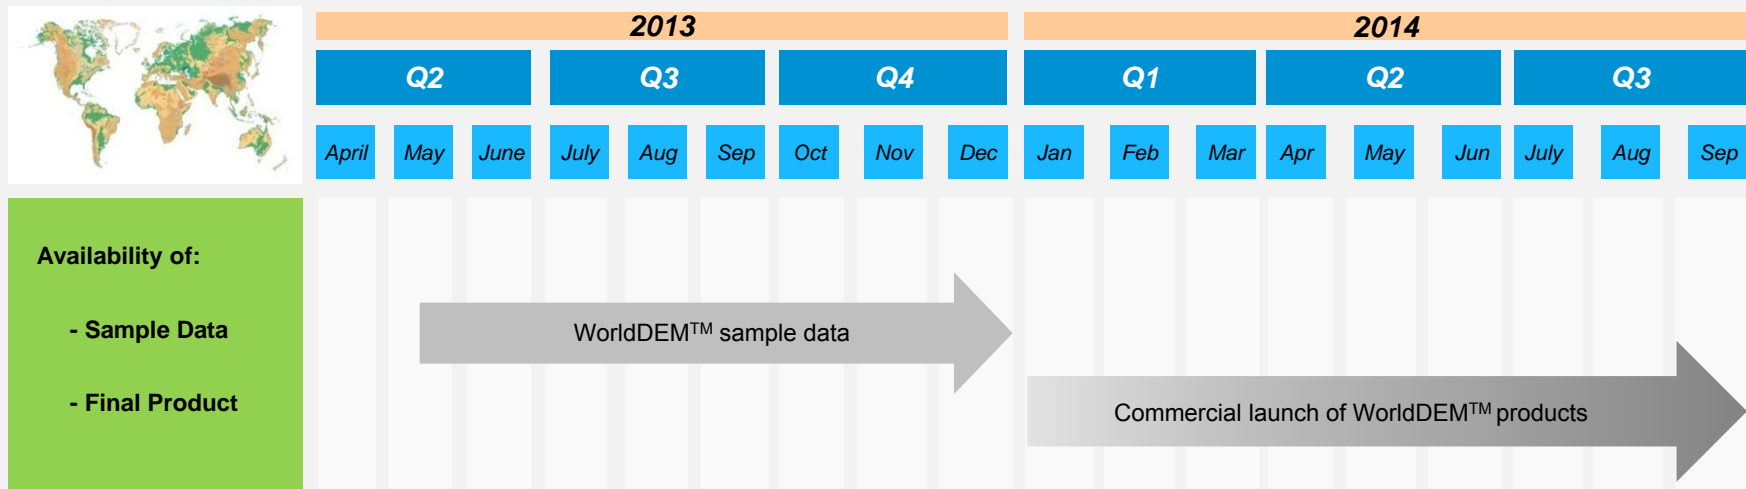 2013 2014
Q2 Q3 Q4 Q1 Q2 Q3
April May June July Aug Sep Oct Nov Dec Jan Feb Mar Apr May Jun July Aug Sep
Availability of:
- Sample Data
- Final Product
WorldDEM™ sample data
Commercial launch of WorldDEM™ products